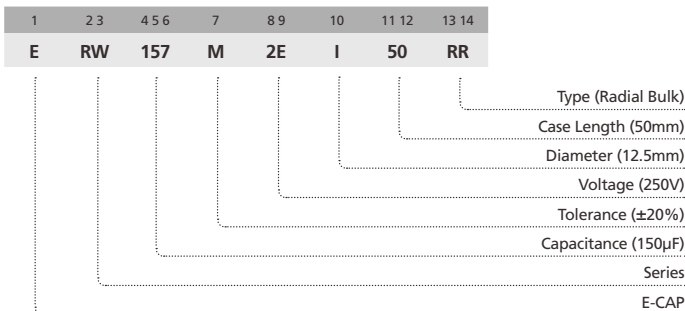 1 2 3 4 5 6 7 8 9 10 11 12 13 14
E RW 157 M 2E I 50 RR
Type (Radial Bulk)
Case Length (50mm)
Diameter (12.5mm)
Voltage (250V)
Tolerance (±20%)
Capacitance (150µF)
Series
E-CAP